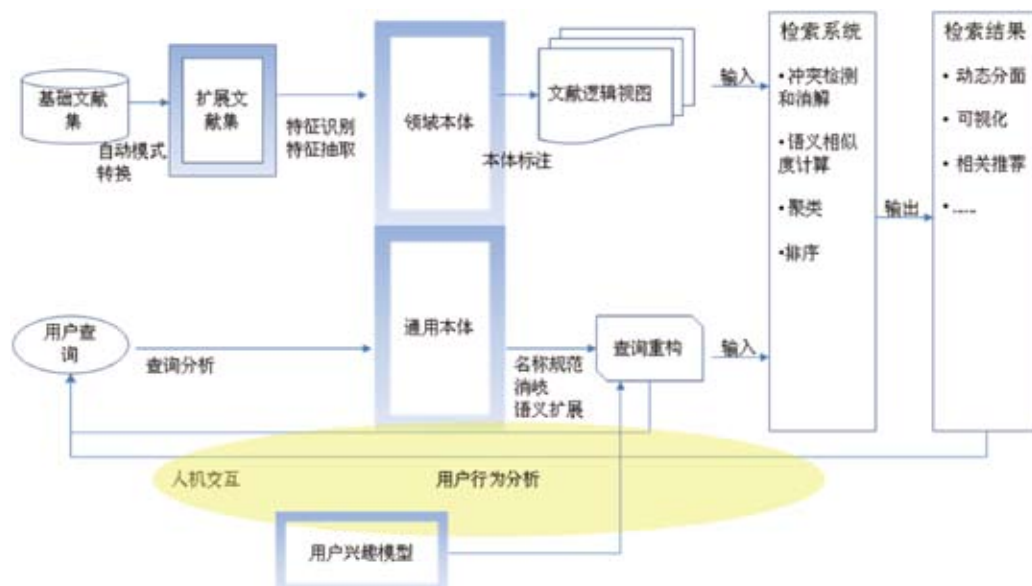 基础文献
集
自动模式
转换
扩展文
献集
特征识别
特征抽取
领域本体
本体标注
文献逻辑视图
输入
检索系统
•冲突检测
和消解
•语义相似
度计算
•聚类
•排序
输出
检索结果
• 动态分面
• 可视化
• 相关推荐
•......
用户查
询
查询分析
通用本体
名称规范
消岐
语义扩展
查询重构
输入
人机交互
用户行为分析
用户兴趣模型